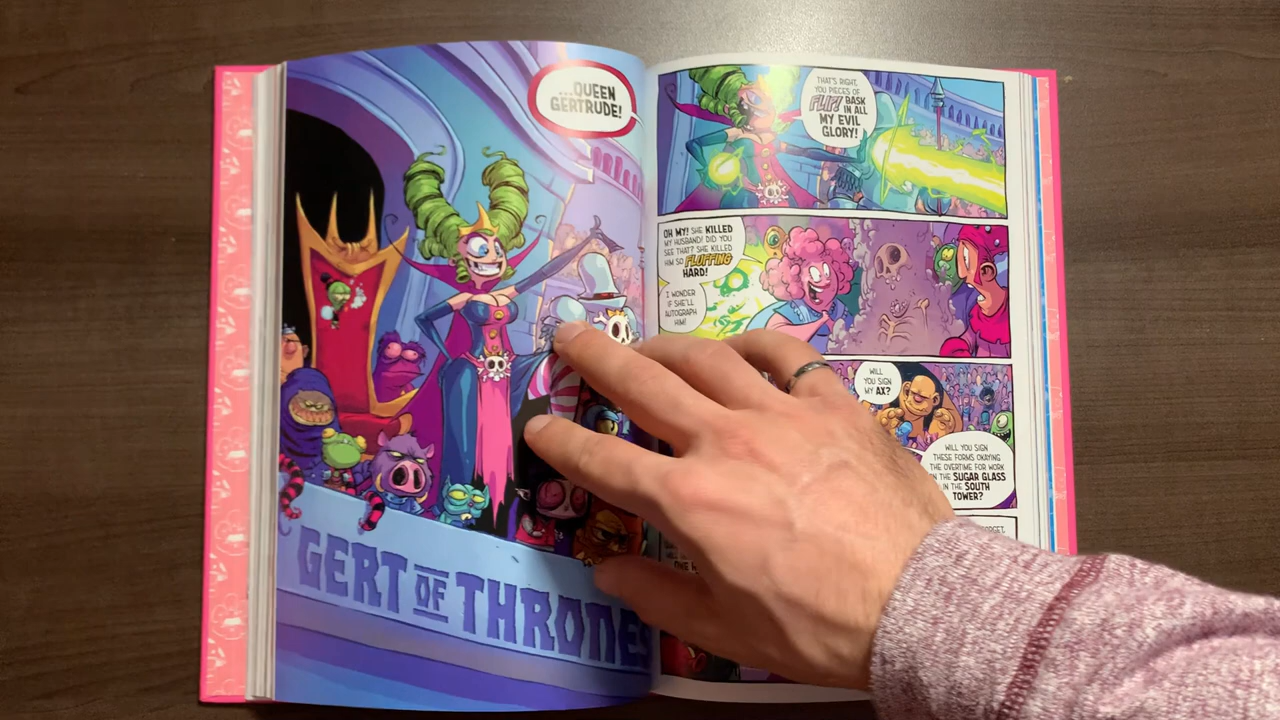 ...QUEEN
GERTRUDE!
GERT OF THRONES
THAT'S RIGHT,
YOU PIECES OF
FLIP! BASK
IN ALL
MY EVIL
GLORY!
OH MY! SHE KILLED
MY HUSBAND! DID YOU
SEE THAT? SHE KILLED
HIM SO FLUFFING
HARD!
I WONDER
IF SHE'LL
AUTOGRAPH
HIM!
WILL
YOU SIGN
MY AX?
WILL YOU SIGN
THESE FORMS OKAYING
THE OVERTIME FOR WORK
ON THE SUGAR GLASS
IN THE SOUTH
TOWER?